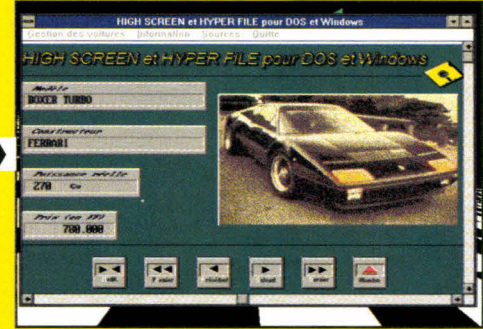 HIGH SCREEN et HYPER FILE pour DOS et Windows
Gestion des voitures Information Sources Quitte
HIGH SCREEN et HYPER FILE pour DOS et Windows
Modèle
BOXER TURBO
Constructeur
FERRARI
Puissance réelle
270 Cv
Prix (en FF)
780.000